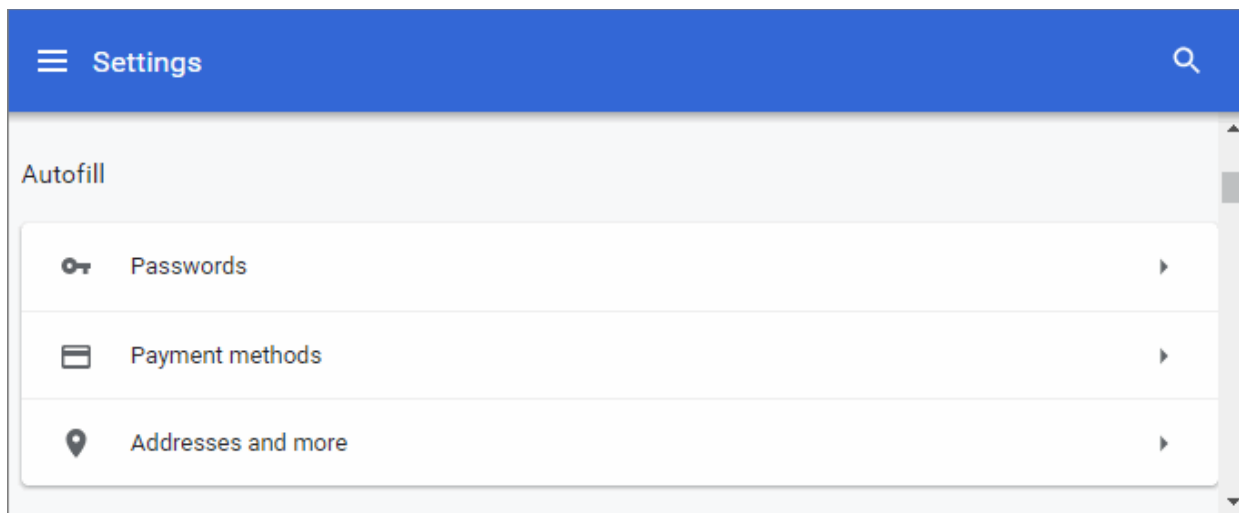 Settings
Autofill
Passwords
Payment methods
Addresses and more